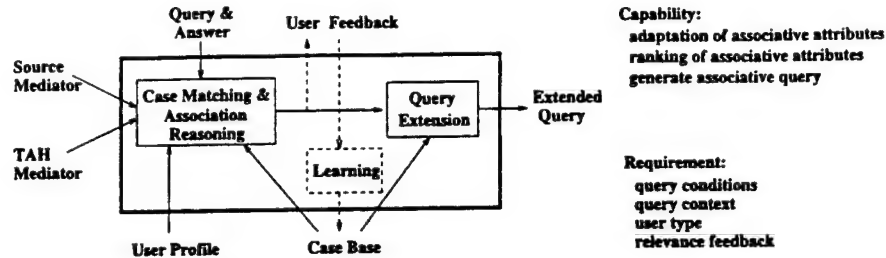 Query &
Answer
User Feedback
Source
Mediator
Case Matching &
Association
Reasoning
Query
Extension
Extended
Query
TAH
Mediator
Learning
User Profile
Case Base
Capability:
adaptation of associative attributes
ranking of associative attributes
generate associative query
Requirement:
query conditions
query context
user type
relevance feedback